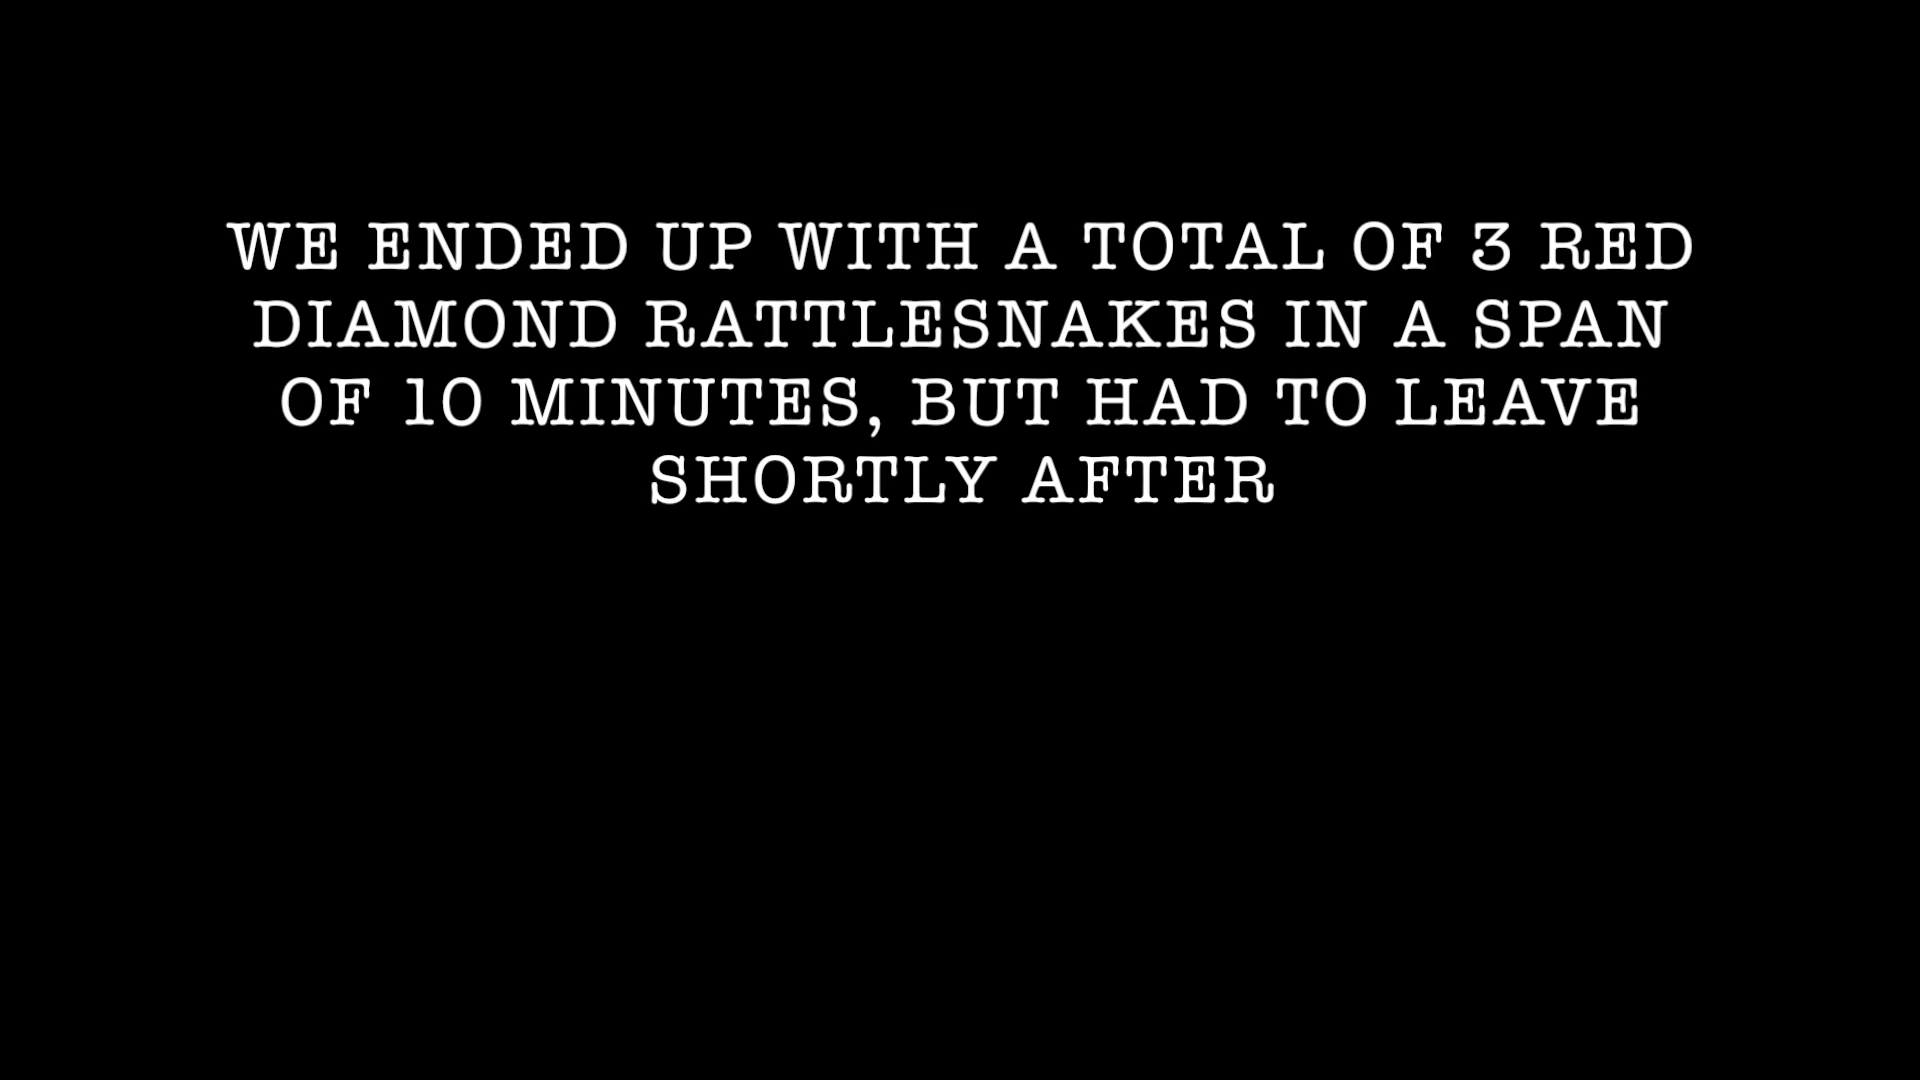 WE ENDED UP WITH A TOTAL OF 3 RED
DIAMOND RATTLESNAKES IN A SPAN
OF 10 MINUTES, BUT HAD TO LEAVE
SHORTLY AFTER